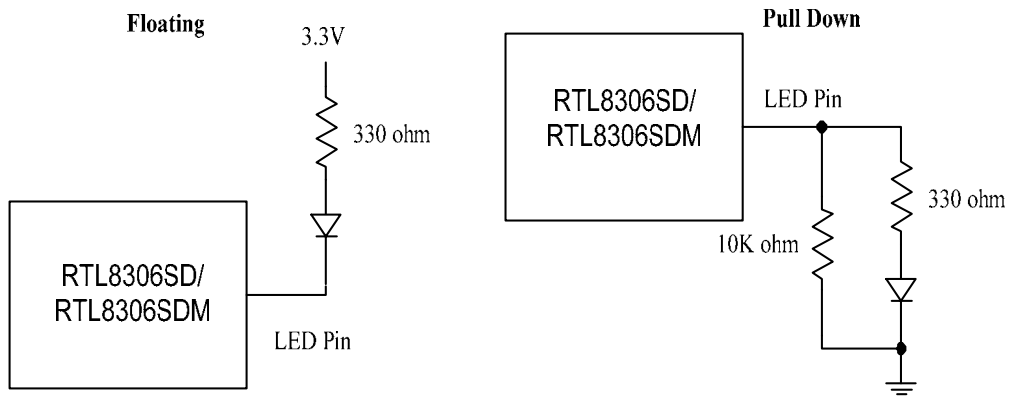 Floating
3.3V
330 ohm
RTL8306SD/
RTL8306SDM
LED Pin
Pull Down
RTL8306SD/
RTL8306SDM
LED Pin
10K ohm
330 ohm